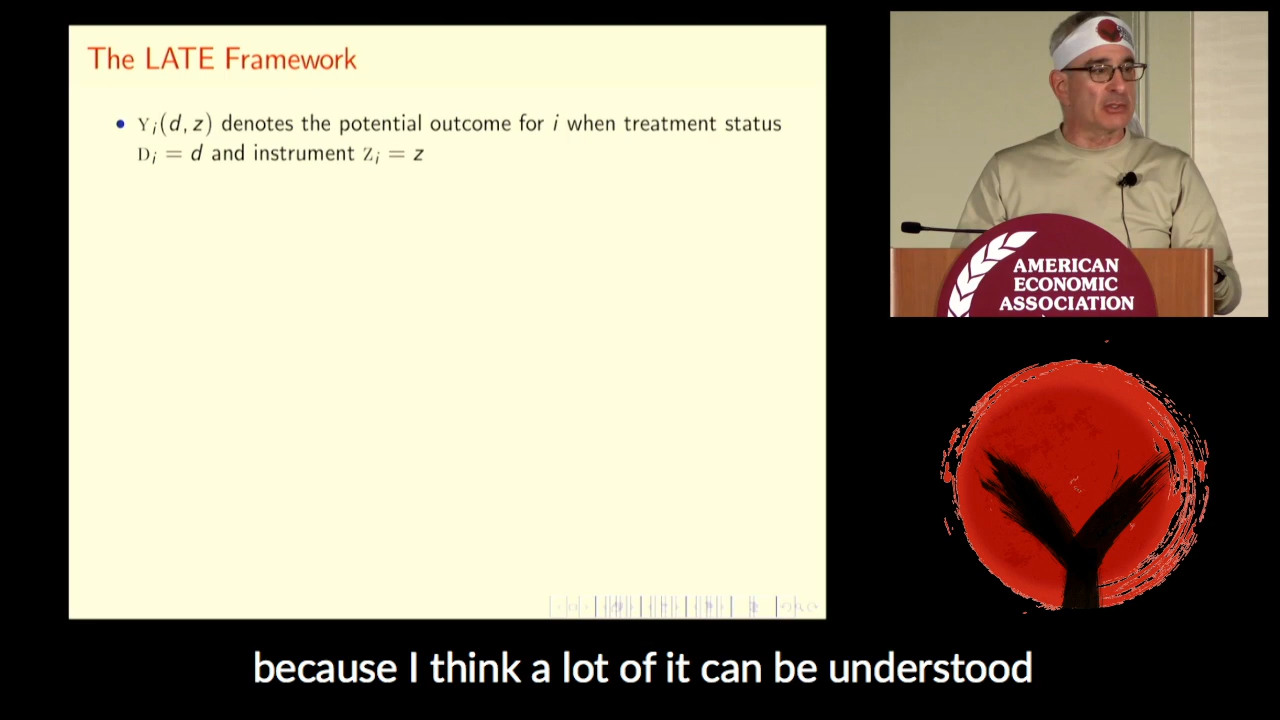 The LATE Framework
• Yᵢ(d, z) denotes the potential outcome for i when treatment status
Dᵢ = d and instrument Zᵢ = z
AMERICAN
ECONOMIC
ASSOCIATION
because I think a lot of it can be understood